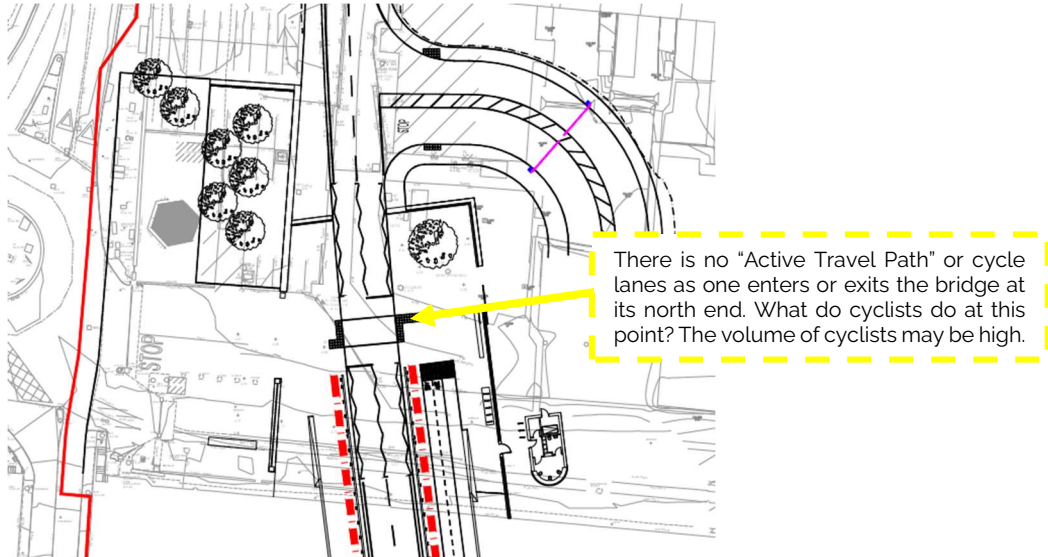 STOP
There is no “Active Travel Path” or cycle
lanes as one enters or exits the bridge at
its north end. What do cyclists do at this
point? The volume of cyclists may be high.
STOP